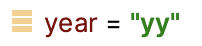 year = "yy"